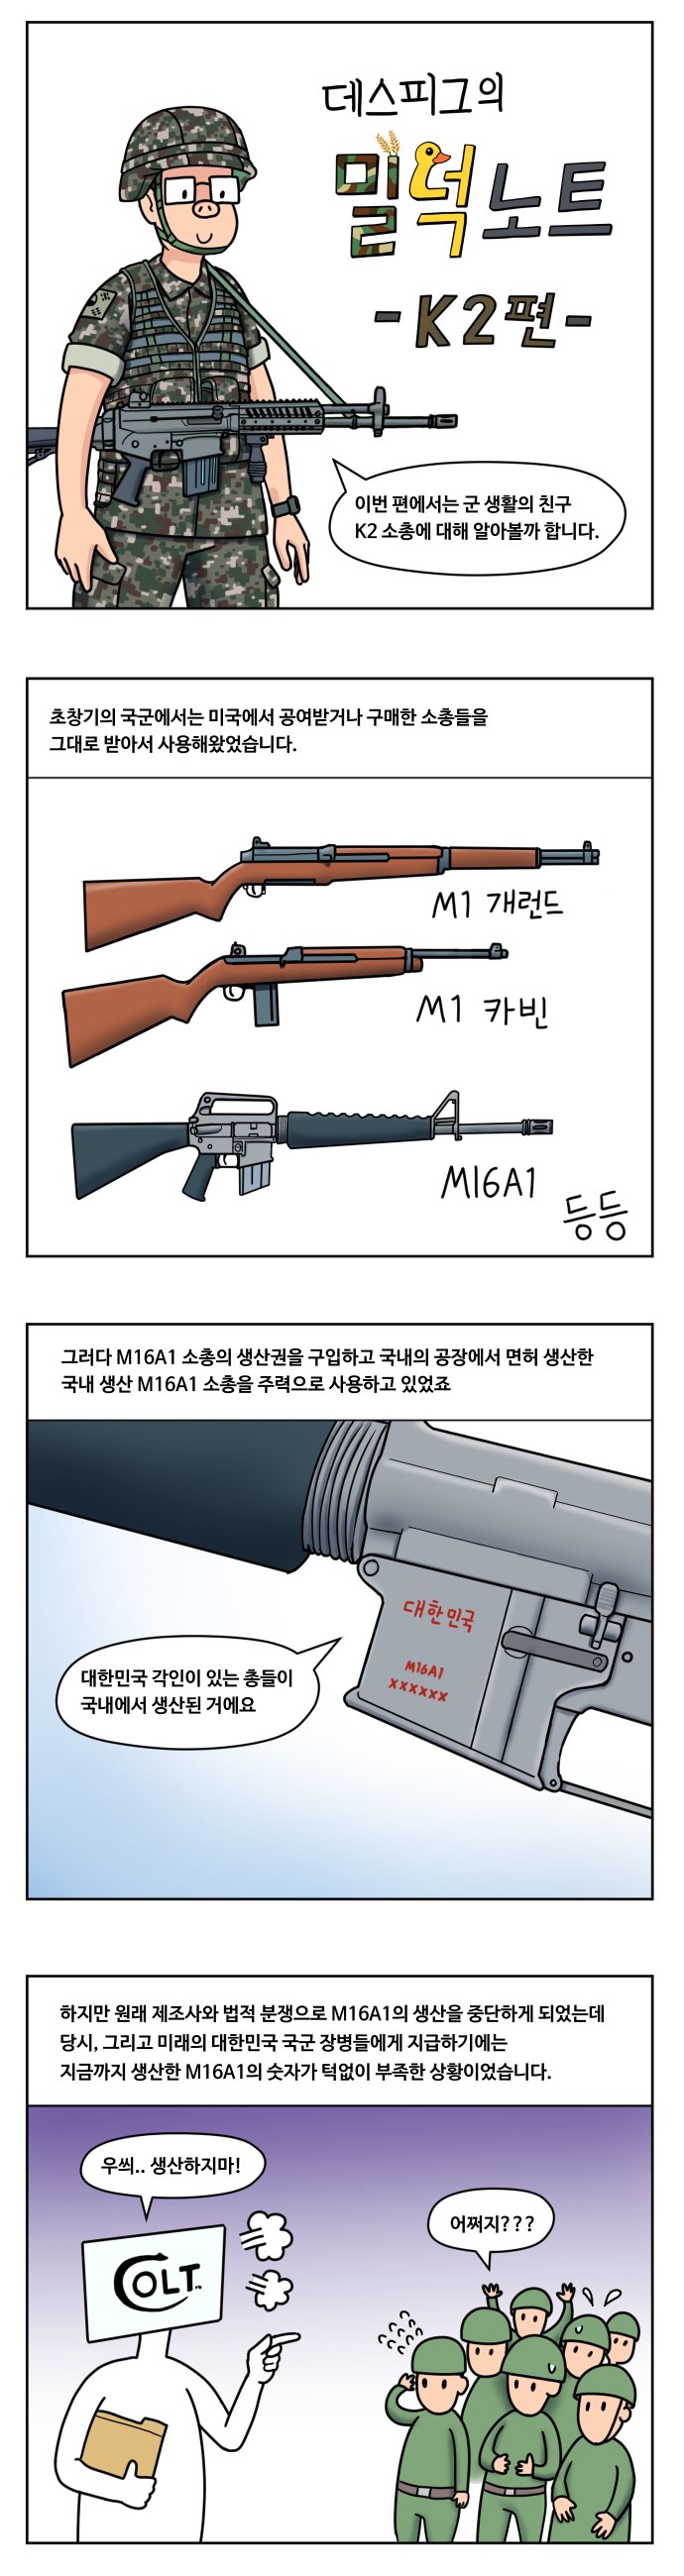 데스피그의
밀덕노트
-K2편-
이번 편에서는 군 생활의 친구
K2 소총에 대해 알아볼까 합니다.
초창기의 국군에서는 미국에서 공여받거나 구매한 소총들을
그대로 받아서 사용해왔었습니다.
M1 개런드
M1 카빈
M16A1
등등
그러다 M16A1 소총의 생산권을 구입하고 국내의 공장에서 면허 생산한
국내 생산 M16A1 소총을 주력으로 사용하고 있었죠
대한민국
M16A1
XXXXXX
대한민국 각인이 있는 총들이
국내에서 생산된 거에요
하지만 원래 제조사와 법적 분쟁으로 M16A1의 생산을 중단하게 되었는데
당시, 그리고 미래의 대한민국 국군 장병들에게 지급하기에는
지금까지 생산한 M16A1의 숫자가 턱없이 부족한 상황이었습니다.
우씌.. 생산하지마!
어쩌지???
COLT